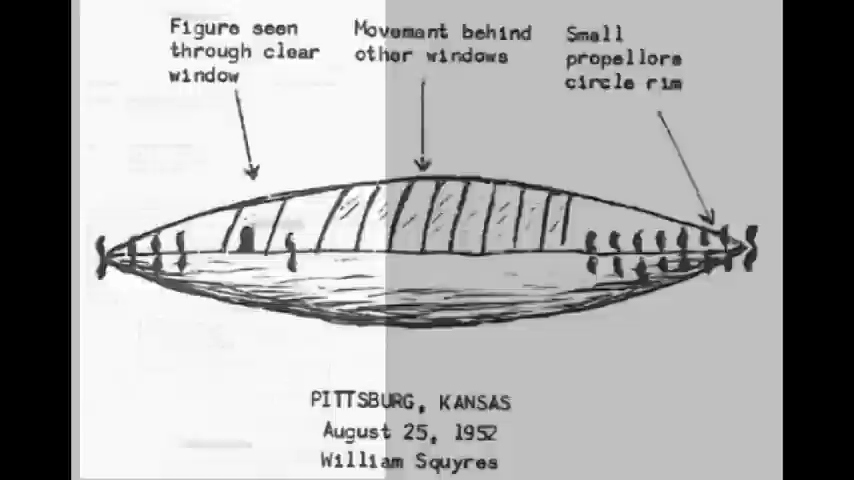 Figure seen
through clear
window
Movement behind
other windows
Small
propellors
circle rim
PITTSBURG, KANSAS
August 25, 1952
William Squyres